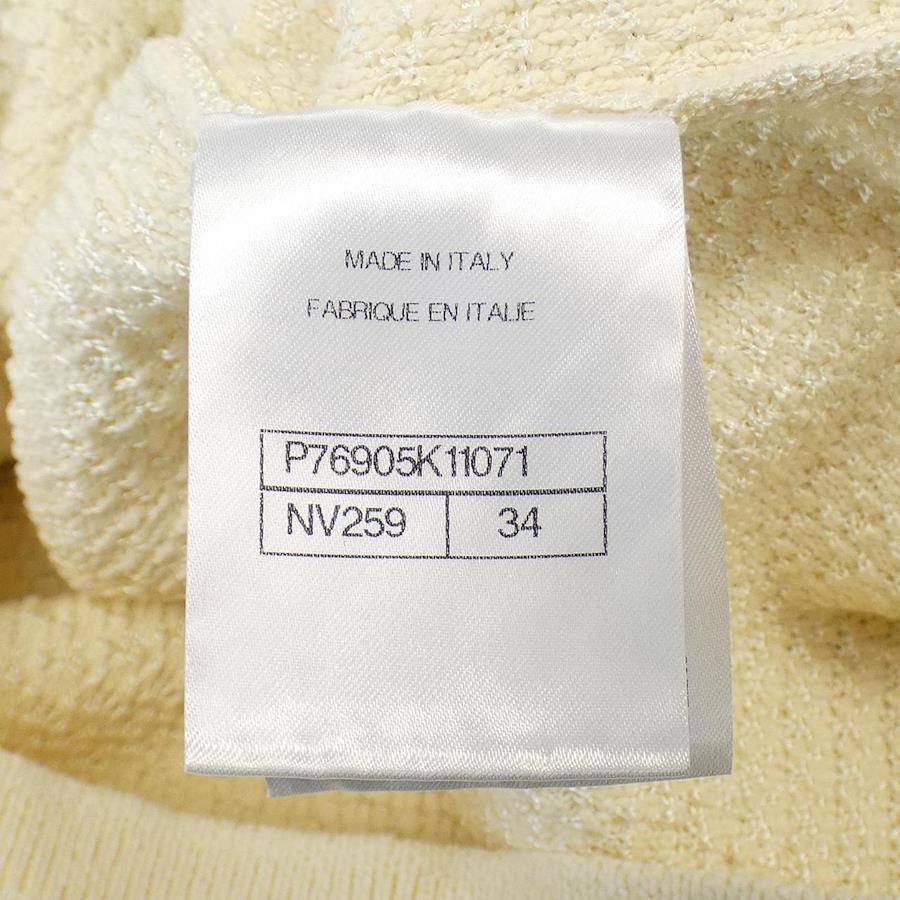 MADE IN ITALY
FABRIQUE EN ITALIE
P76905K11071
NV259 34